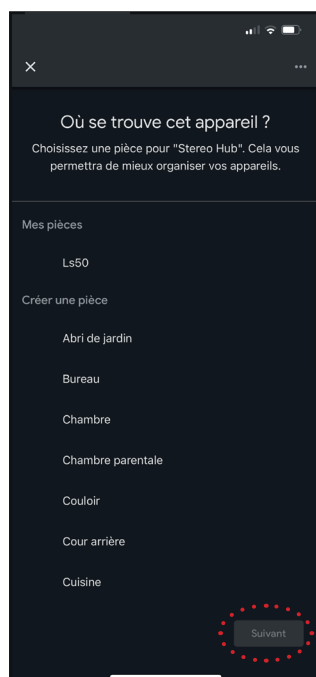 Où se trouve cet appareil ?
Choisissez une pièce pour "Stereo Hub". Cela vous
permettra de mieux organiser vos appareils.
Mes pièces
Ls50
Créer une pièce
Abri de jardin
Bureau
Chambre
Chambre parentale
Couloir
Cour arrière
Cuisine
Suivant